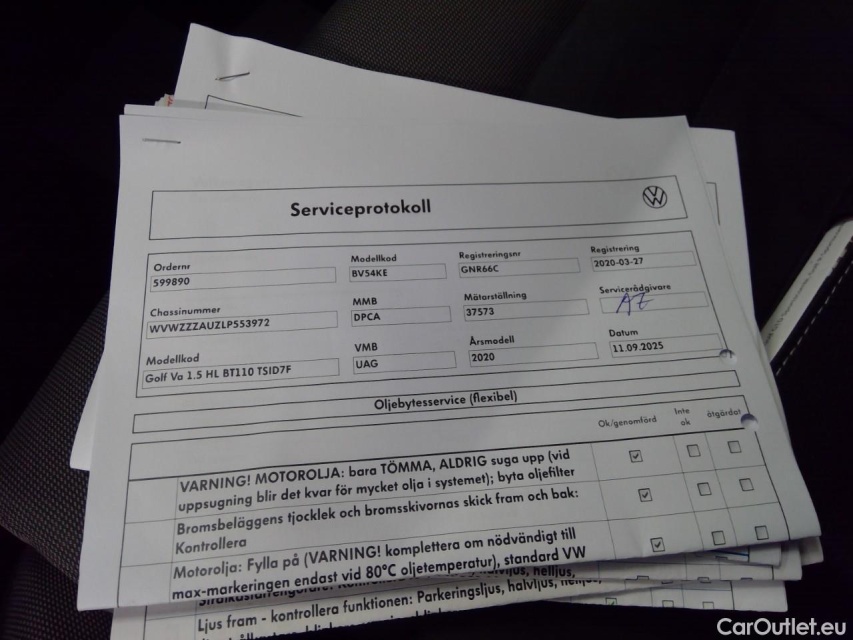 Serviceprotokoll
Ordernr
599890
Modellkod
BV54KE
Registreringsnr
GNR66C
Registrering
2020-03-27
Chassinummer
WVWZZZAUZLP553972
MMB
DPCA
Mätarställning
37573
Servicerådgivare
AZ
Modellkod
Golf Va 1.5 HL BT110 TSID7F
VMB
UAG
Årsmodell
2020
Datum
11.09.2025
Oljebytesservice (flexibel)
Ok/genomförd
Inte
ok
åtgärdat
VARNING! MOTOROLJA: bara TÖMMA, ALDRIG suga upp (vid
uppsugning blir det kvar för mycket olja i systemet); byta oljefilter
Bromsbeläggens tjocklek och bromsskivornas skick fram och bak:
Kontrollera
Motorolja: Fylla på (VARNING! komplettera om nödvändigt till
max-markeringen endast vid 80°C oljetemperatur), standard VW
halvljus, helljus,
Ljus fram - kontrollera funktionen: Parkeringsljus, halvljus, helljus,
CarOutlet.eu